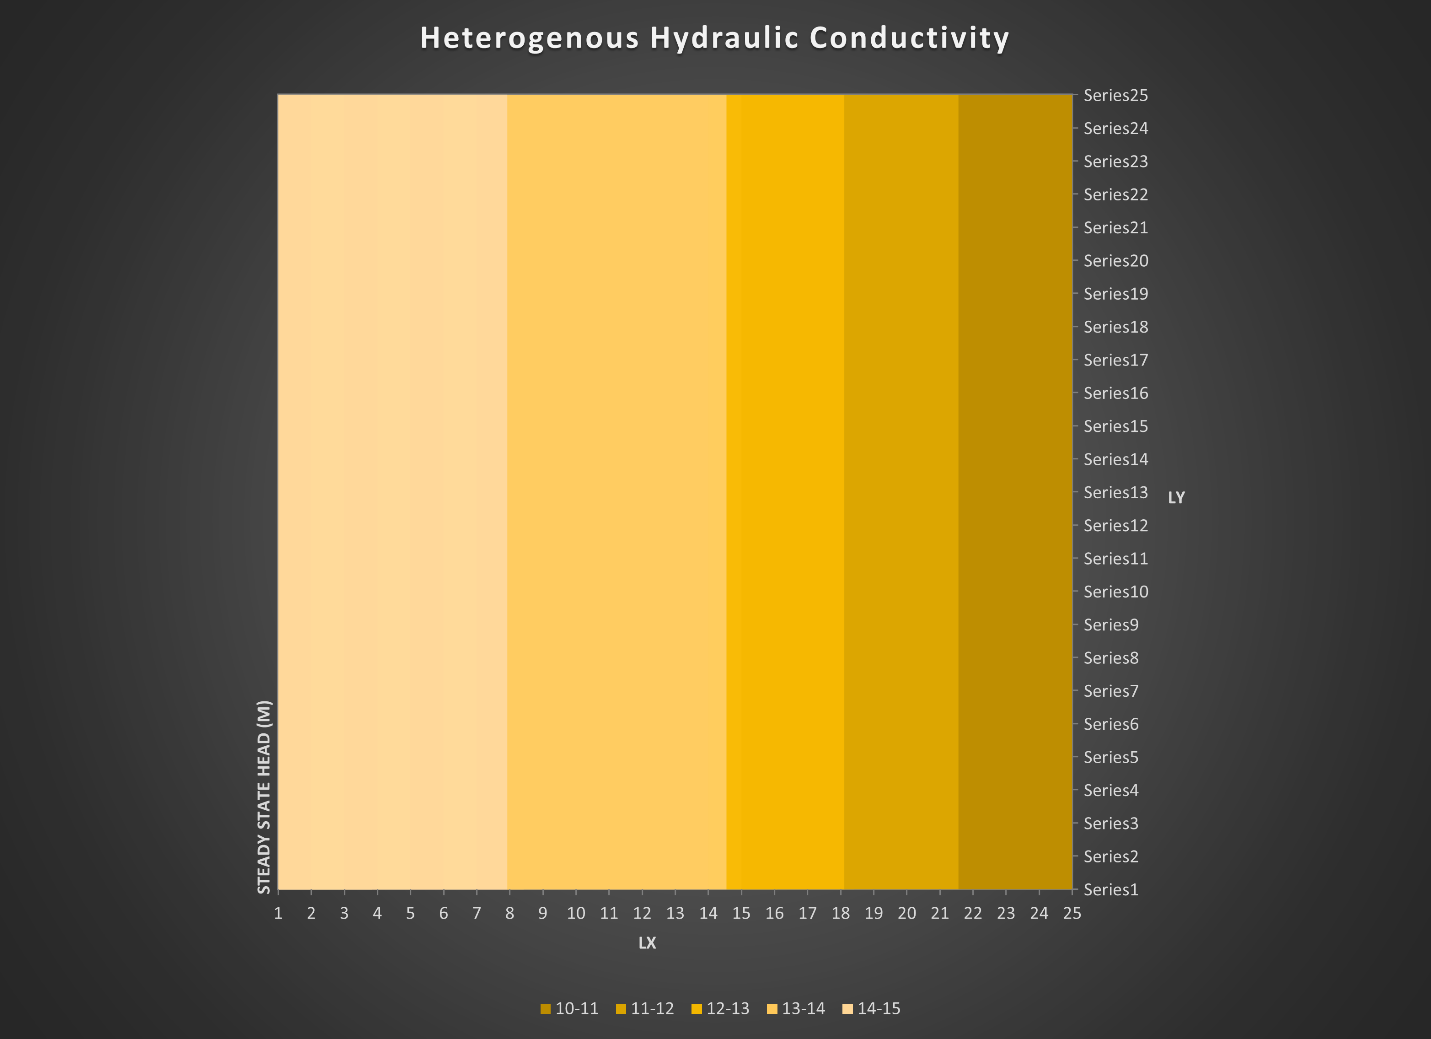 Heterogenous Hydraulic Conductivity
Series25
Series24
Series23
Series22
Series21
Series20
Series19
Series18
Series17
Series16
Series15
Series14
Series13
LY
Series12
Series11
Series10
Series9
Series8
Series7
Series6
Series5
Series4
Series3
Series2
Series1
STEADY STATE HEAD (M)
1 2 3 4 5 6 7 8 9 10 11 12 13 14 15 16 17 18 19 20 21 22 23 24 25
LX
10-11 11-12 12-13 13-14 14-15